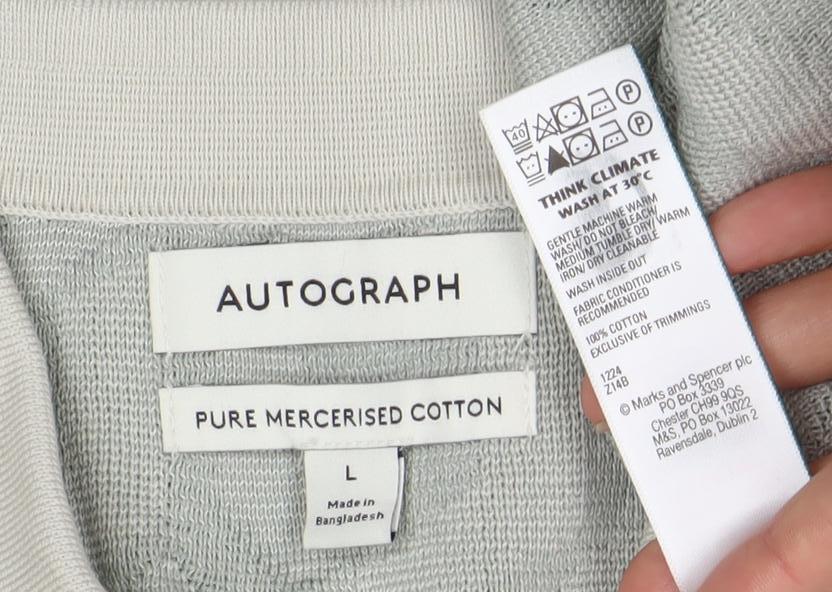 AUTOGRAPH
PURE MERCERISED COTTON
L
Made in
Bangladesh
40
P
P
THINK CLIMATE
WASH AT 30°C
GENTLE MACHINE WARM
WASH/ DO NOT BLEACH/
MEDIUM TUMBLE DRY/ WARM
IRON/ DRY CLEANABLE
WASH INSIDE OUT
FABRIC CONDITIONER IS
RECOMMENDED
100% COTTON
EXCLUSIVE OF TRIMMINGS
1224
Z14B
© Marks and Spencer plc
PO Box 3339
Chester CH99 9QS
M&S, PO Box 13022
Ravensdale, Dublin 2